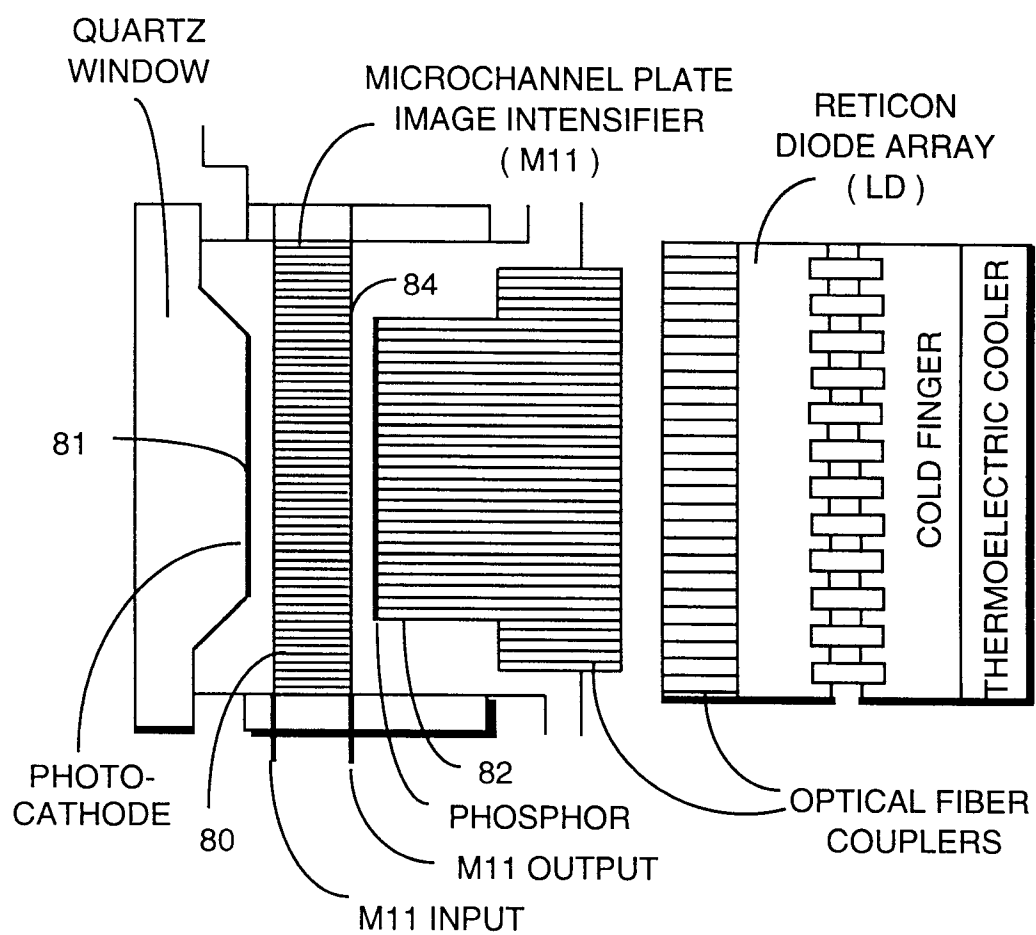 QUARTZ
WINDOW
MICROCHANNEL PLATE
IMAGE INTENSIFIER
( M11 )
RETICON
DIODE ARRAY
( LD )
84
81
COLD FINGER
THERMOELECTRIC COOLER
PHOTO-
CATHODE
80
82
PHOSPHOR
M11 OUTPUT
M11 INPUT
OPTICAL FIBER
COUPLERS